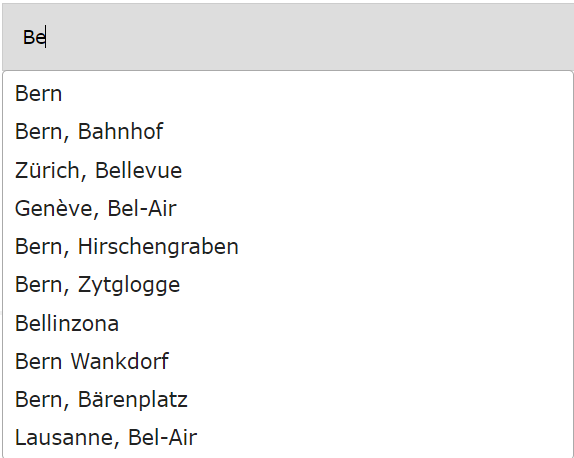 Be
Bern
Bern, Bahnhof
Zürich, Bellevue
Genève, Bel-Air
Bern, Hirschengraben
Bern, Zytglogge
Bellinzona
Bern Wankdorf
Bern, Bärenplatz
Lausanne, Bel-Air